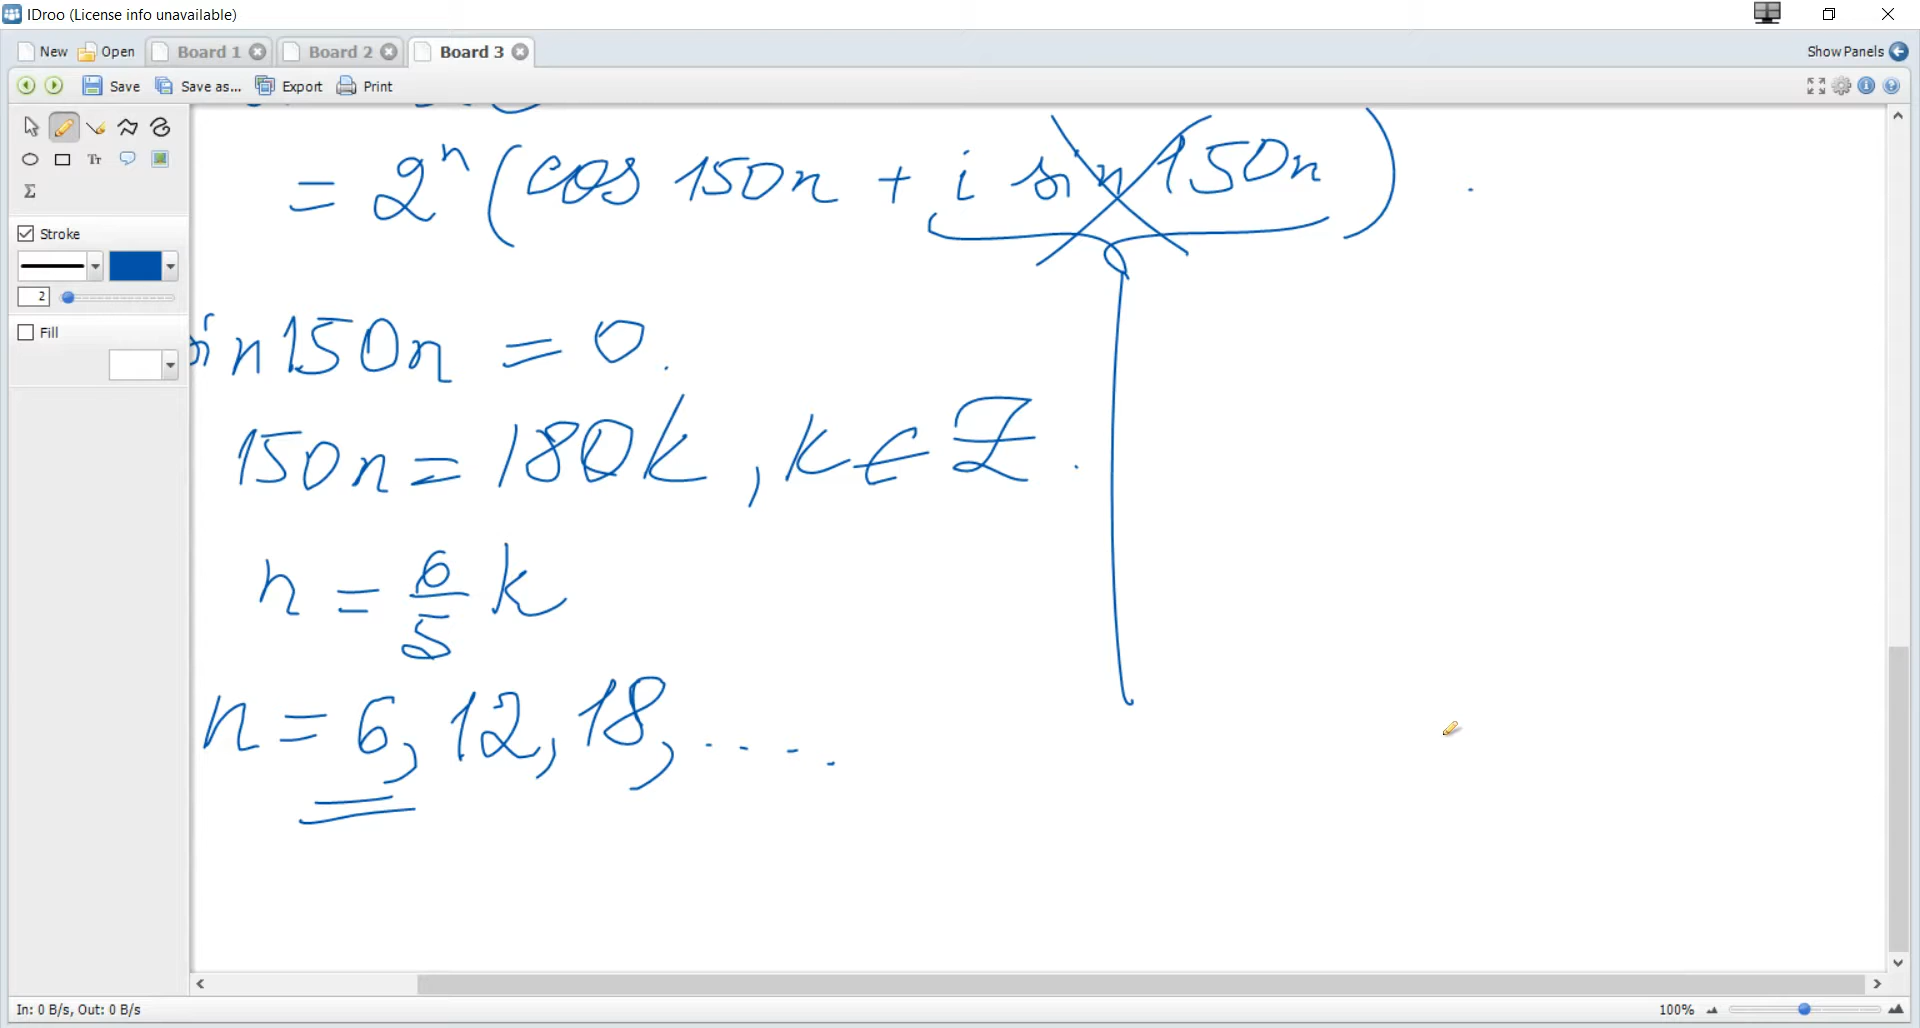 IDroo (License info unavailable)
New Open Board 1 Board 2 Board 3 Show Panels
Save Save as... Export Print
Tт
Σ
Stroke
2
Fill
= 2ⁿ (cos 150n + i sin 150n) .
in 150n = 0.
150n = 180k , k ∈ Z .
n = 6/5 k
n = 6, 12, 18, ....
In: 0 B/s, Out: 0 B/s 100%